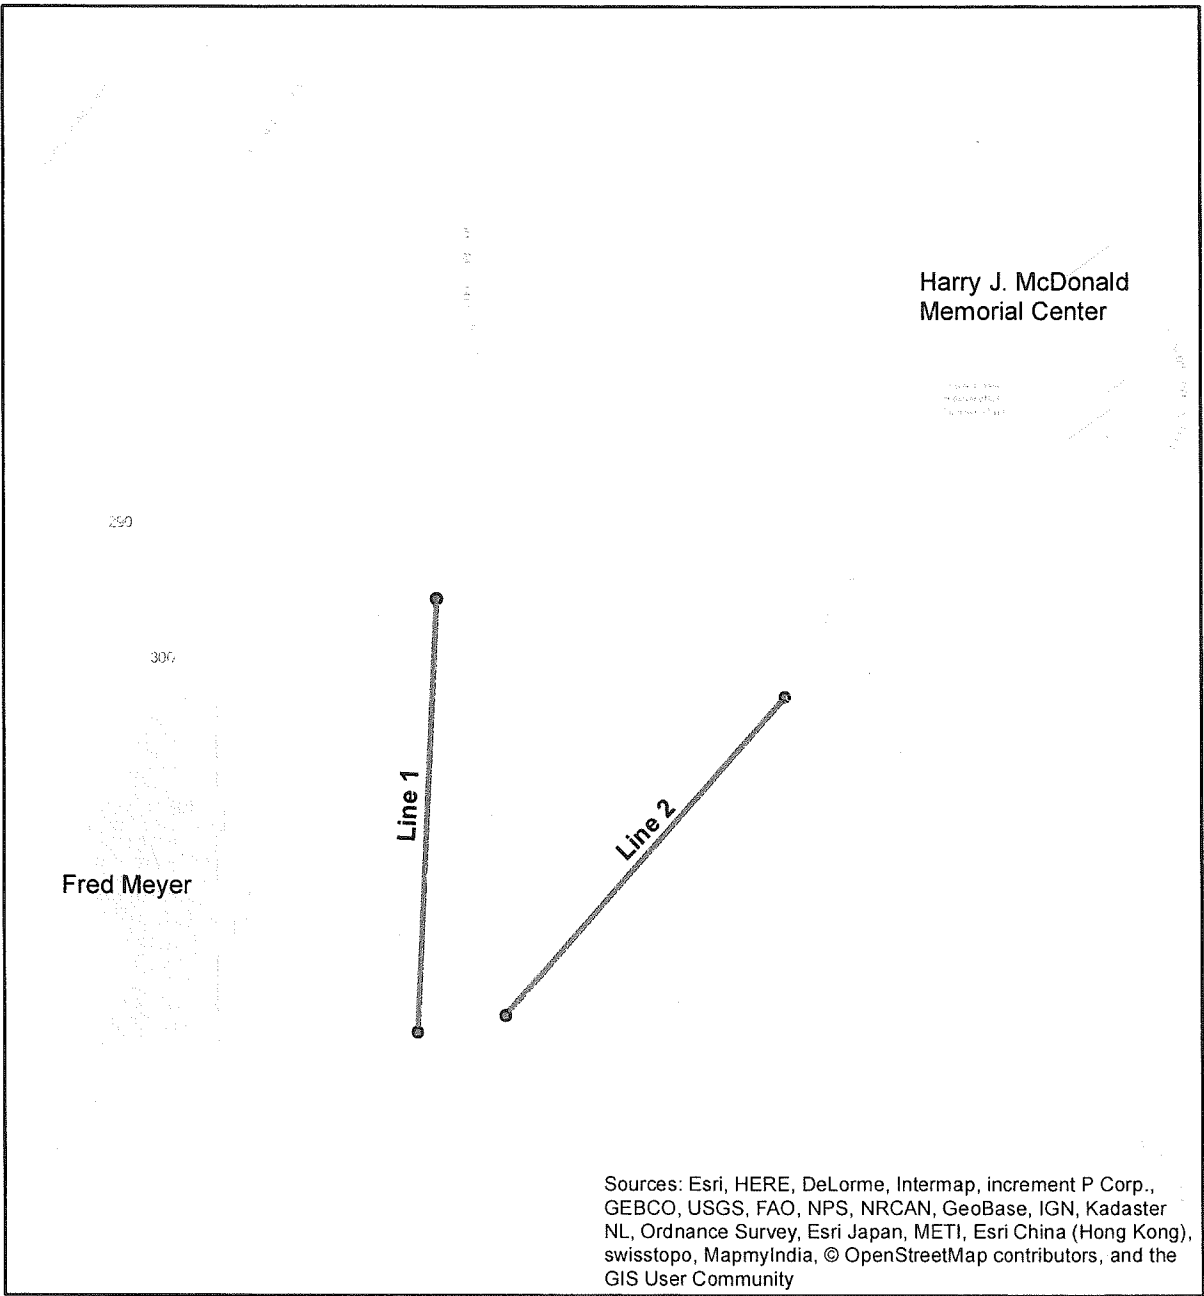 Harry J. McDonald
Memorial Center
290
300
Line 1
Line 2
Fred Meyer
Sources: Esri, HERE, DeLorme, Intermap, increment P Corp.,
GEBCO, USGS, FAO, NPS, NRCAN, GeoBase, IGN, Kadaster
NL, Ordnance Survey, Esri Japan, METI, Esri China (Hong Kong),
swisstopo, MapmyIndia, © OpenStreetMap contributors, and the
GIS User Community